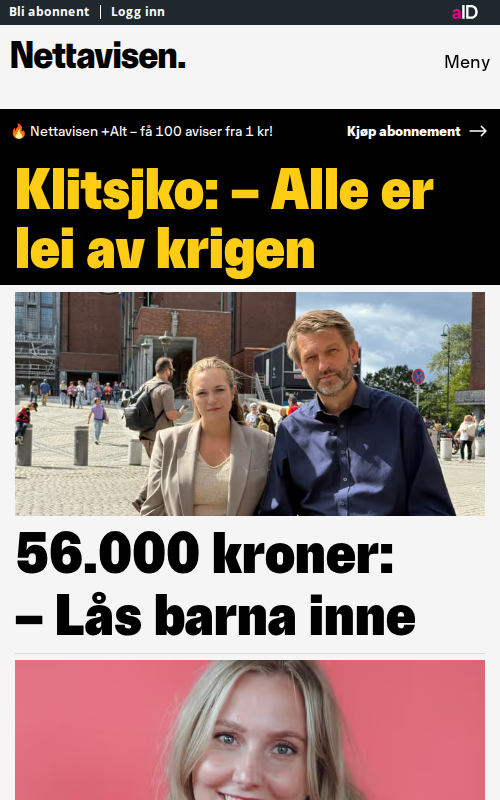 Bli abonnent | Logg inn
aID
Nettavisen.
Meny
🔥 Nettavisen +Alt – få 100 aviser fra 1 kr!
Kjøp abonnement →
Klitsjko: – Alle er
lei av krigen
56.000 kroner:
– Lås barna inne